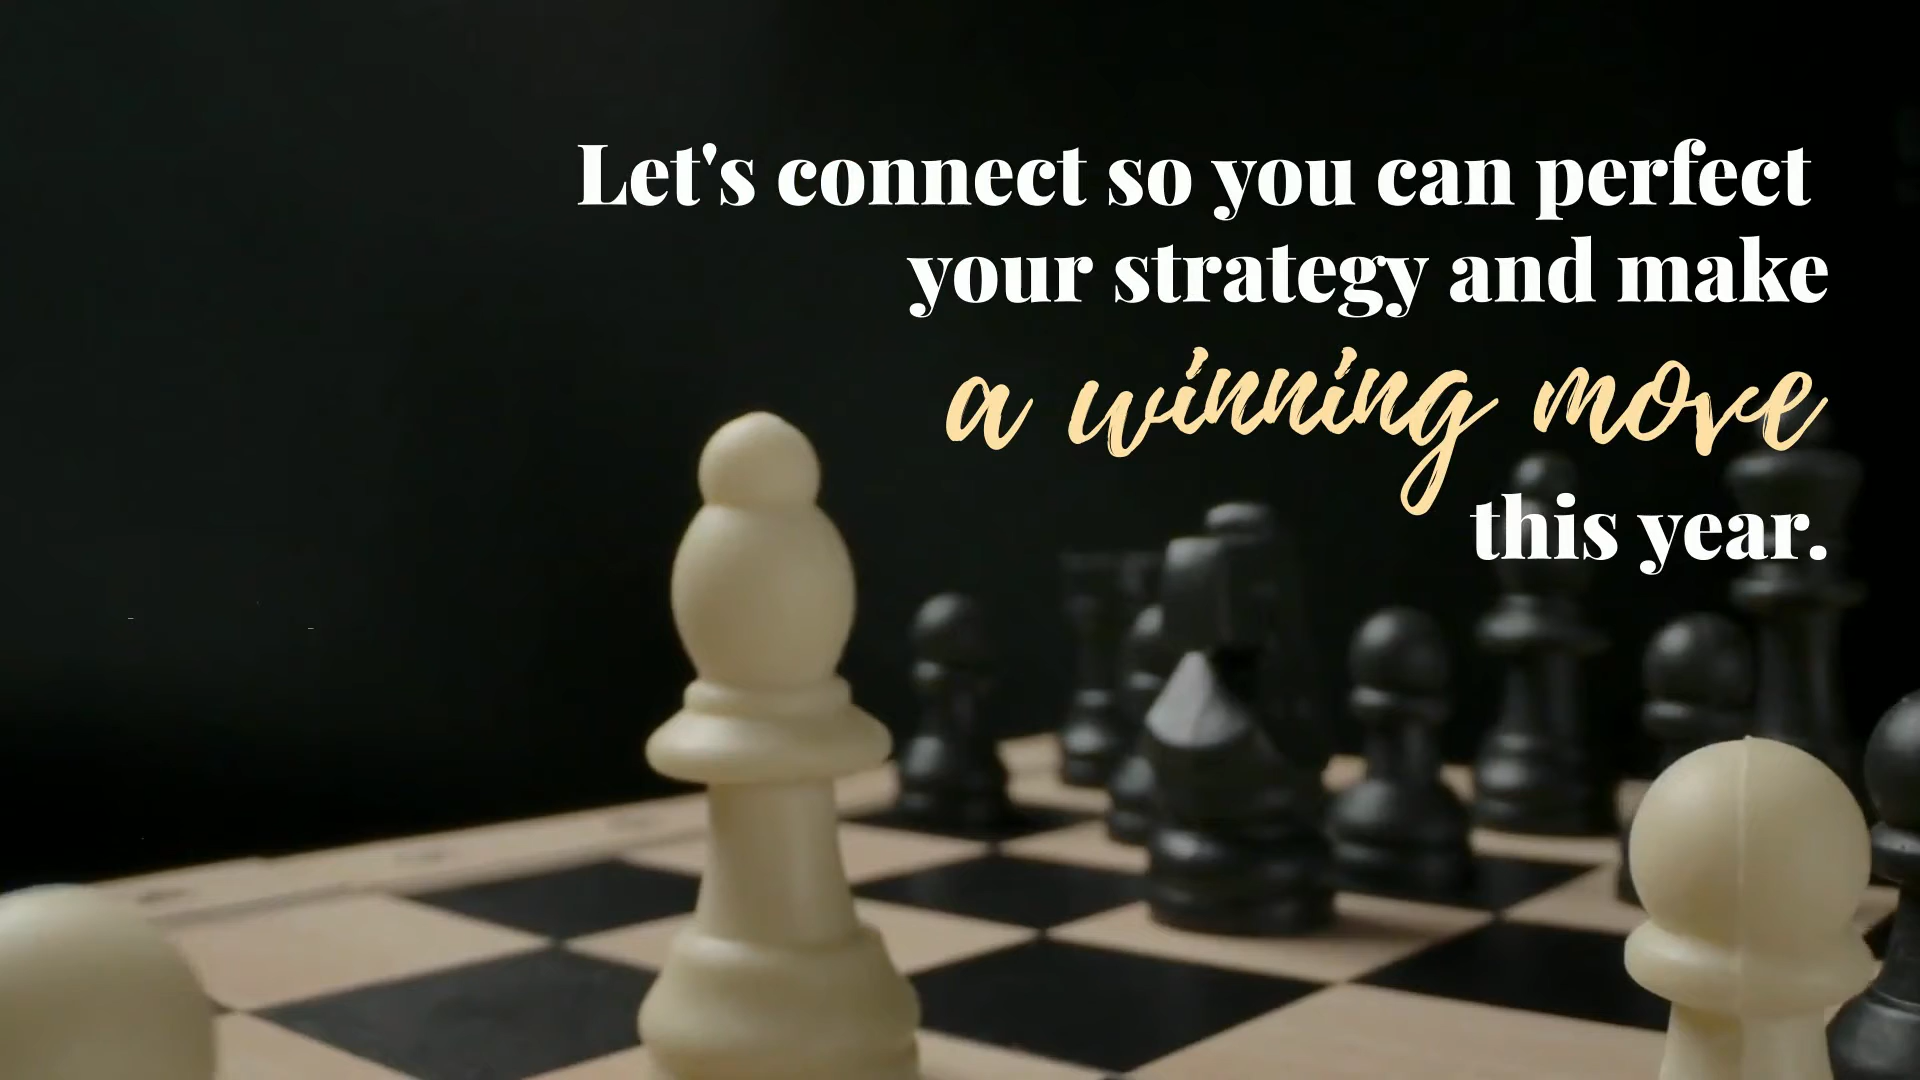 Let's connect so you can perfect
your strategy and make
a winning move
this year.